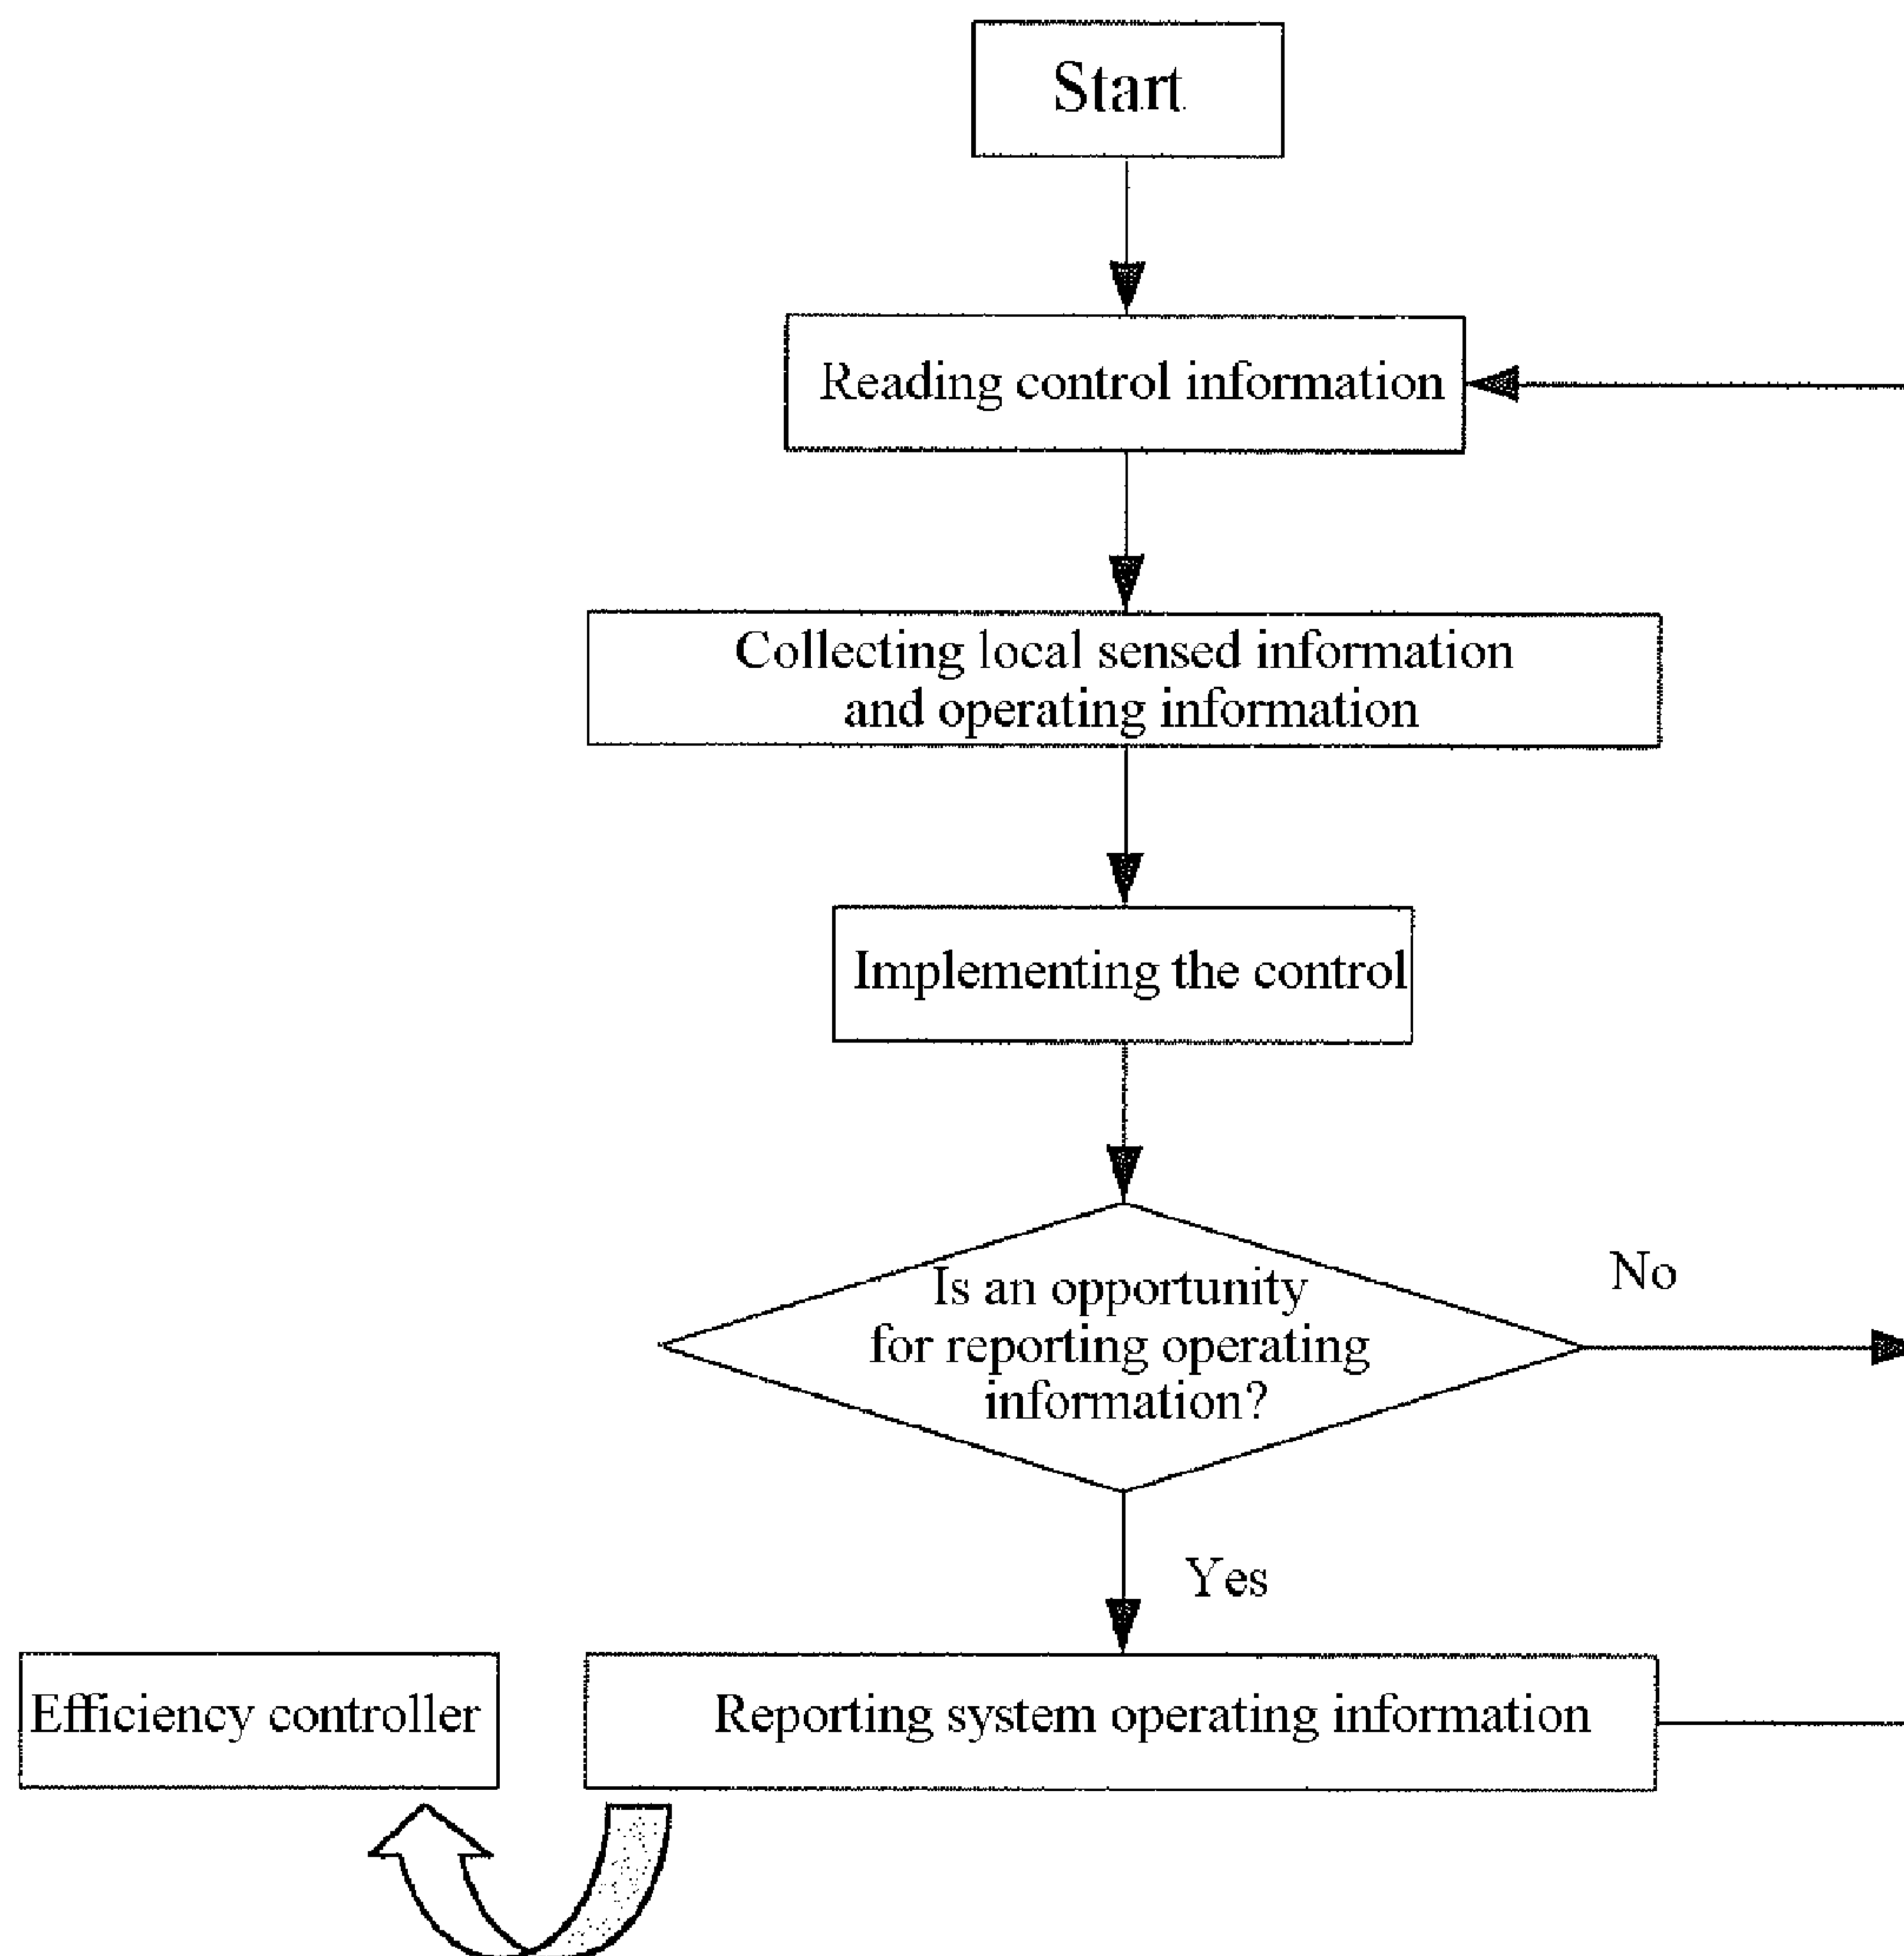 Start
Reading control information
Collecting local sensed information
and operating information
Implementing the control
Is an opportunity
for reporting operating
information?
No
Yes
Efficiency controller
Reporting system operating information